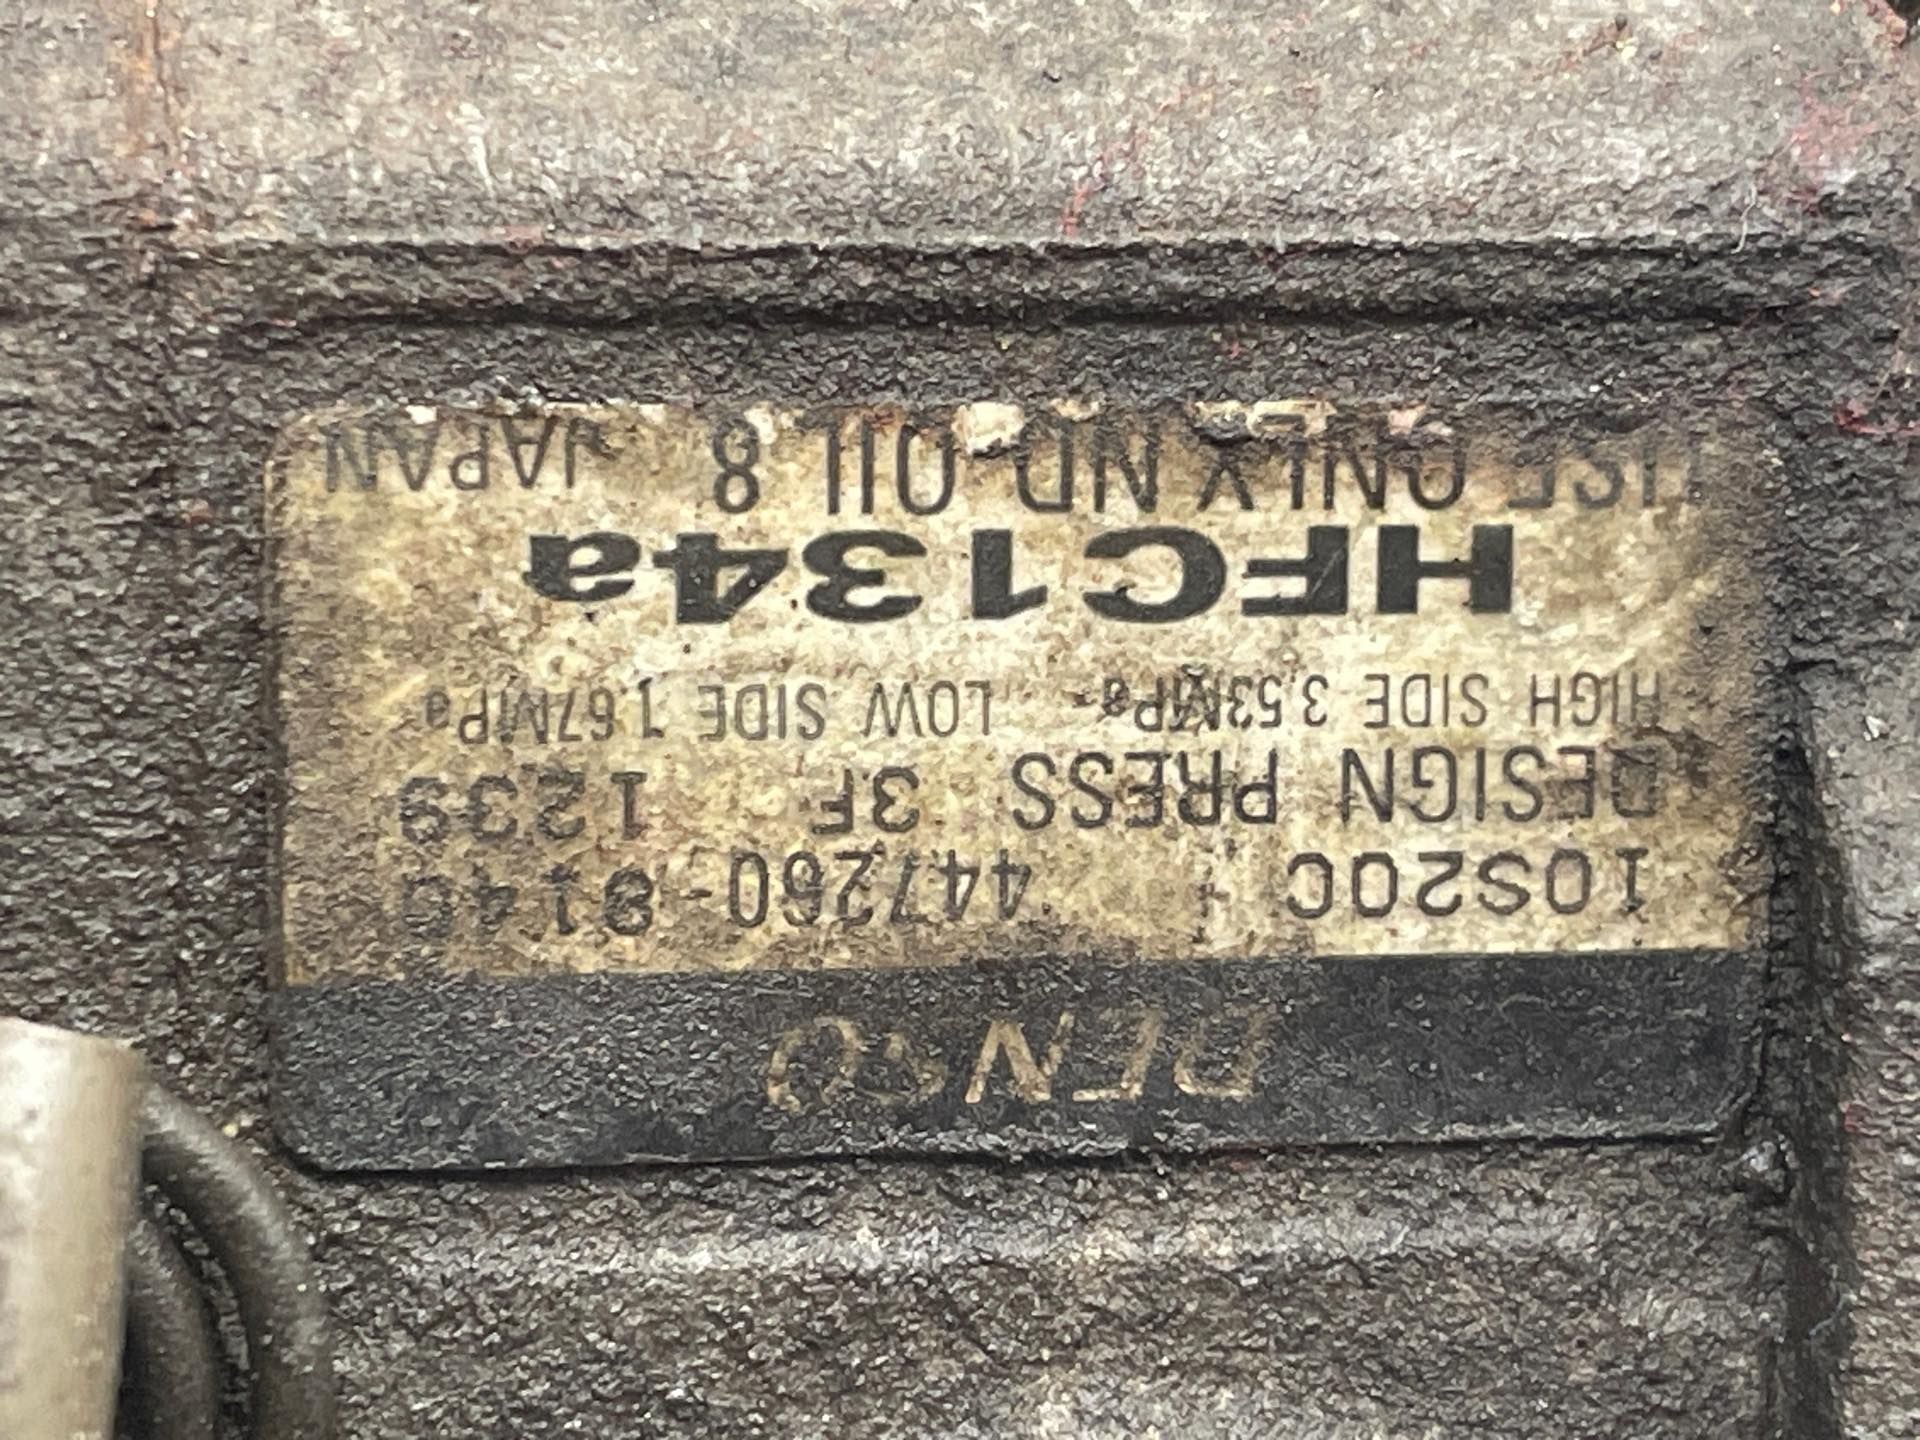 DENSO
10S20C 447260-
DESIGN PRESS 3F 1239
HIGH SIDE 3.53MPa LOW SIDE 1.67MPa
HFC134a
USE ONLY ND-OIL 8 JAPAN